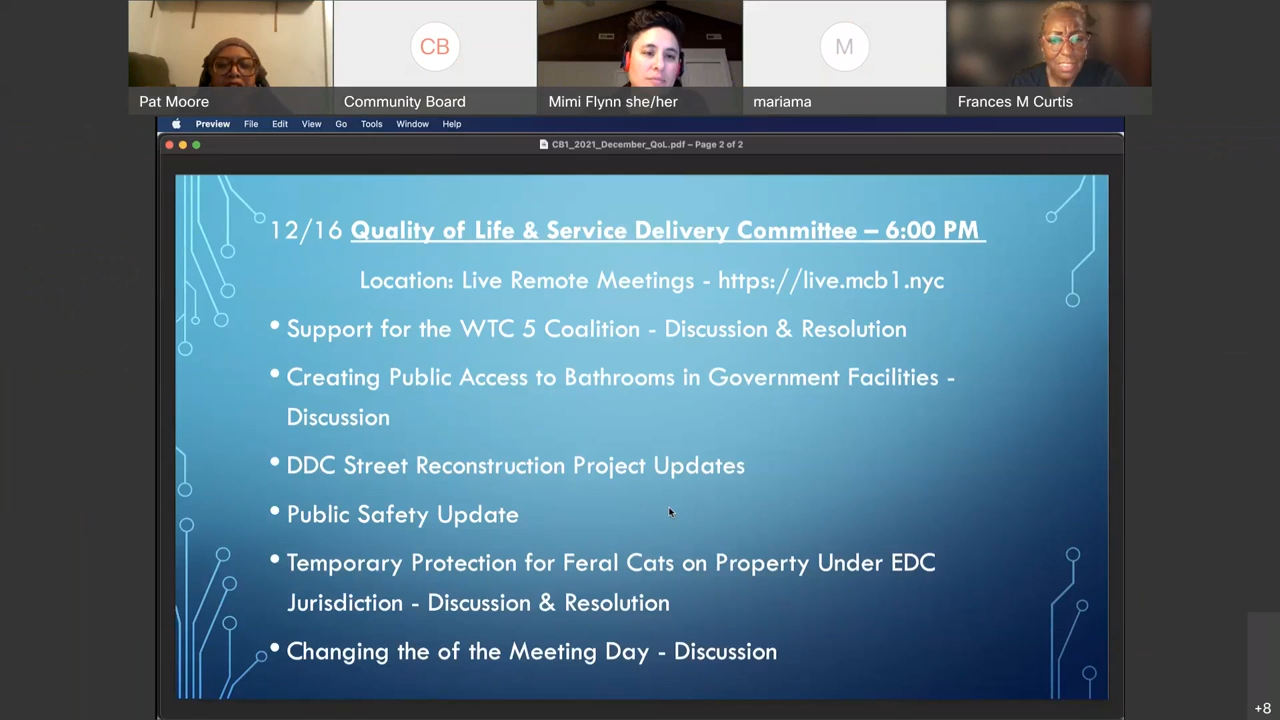 CB
M
Pat Moore
Community Board
Mimi Flynn she/her
mariama
Frances M Curtis
Preview File Edit View Go Tools Window Help
CB1_2021_December_QoL.pdf – Page 2 of 2
12/16 Quality of Life & Service Delivery Committee – 6:00 PM
Location: Live Remote Meetings - https://live.mcb1.nyc
• Support for the WTC 5 Coalition - Discussion & Resolution
• Creating Public Access to Bathrooms in Government Facilities -
Discussion
• DDC Street Reconstruction Project Updates
• Public Safety Update
• Temporary Protection for Feral Cats on Property Under EDC
Jurisdiction - Discussion & Resolution
• Changing the of the Meeting Day - Discussion
+8